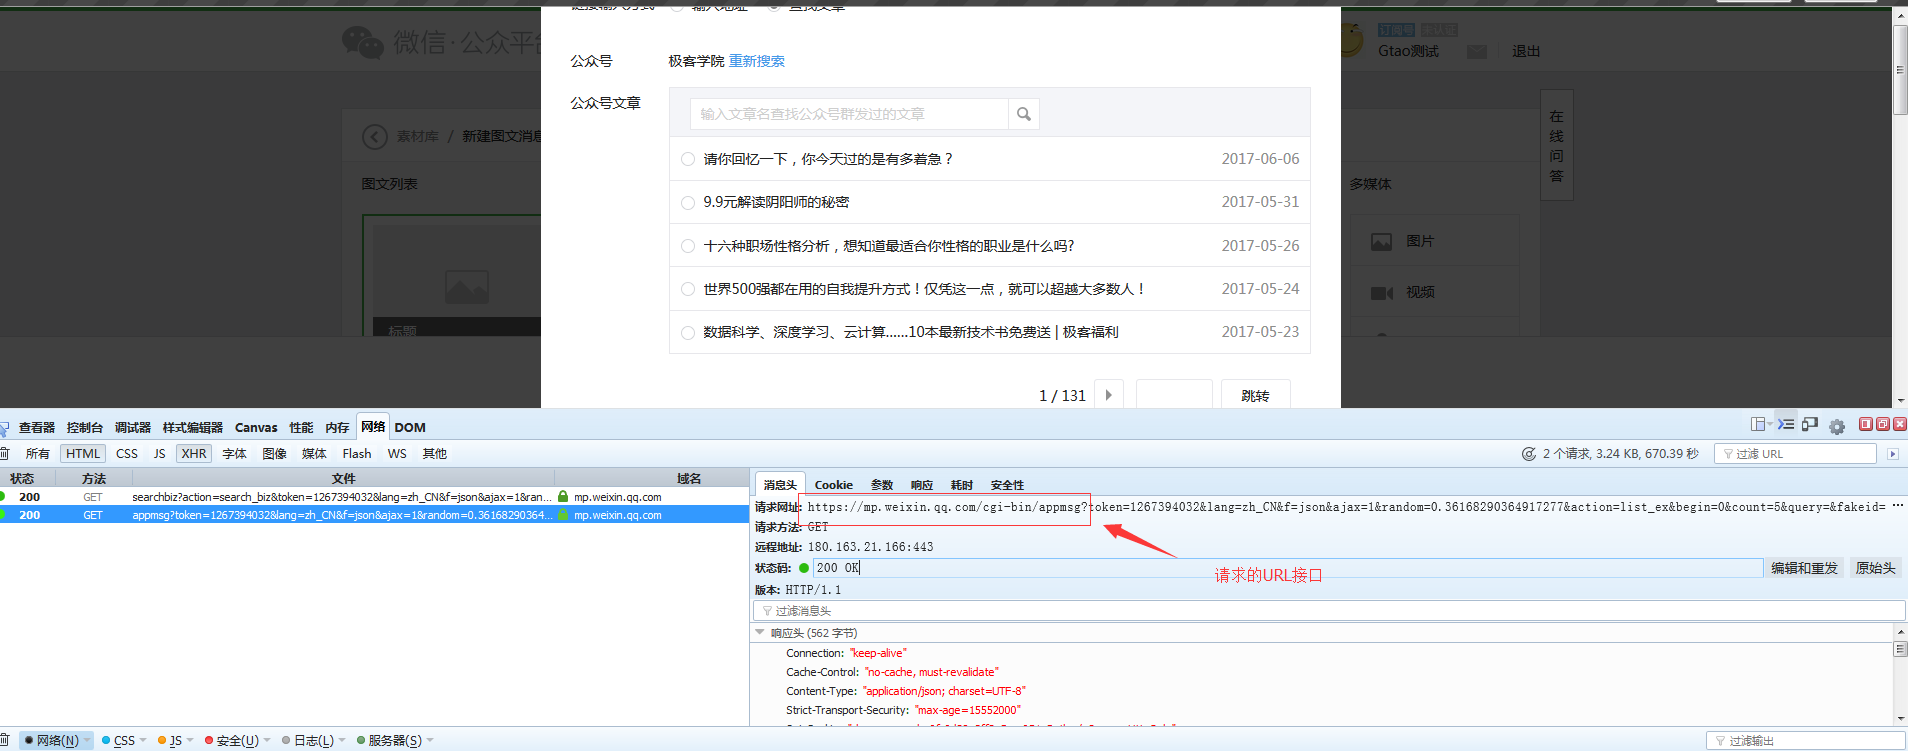 微信·公众平台
订阅号 未认证
Gtao测试
退出
公众号
极客学院 重新搜索
公众号文章
输入文章名查找公众号群发过的文章
请你回忆一下，你今天过的是有多着急？ 2017-06-06
9.9元解读阴阳师的秘密 2017-05-31
十六种职场性格分析，想知道最适合你性格的职业是什么吗? 2017-05-26
世界500强都在用的自我提升方式！仅凭这一点，就可以超越大多数人！ 2017-05-24
数据科学、深度学习、云计算......10本最新技术书免费送 | 极客福利 2017-05-23
1 / 131
跳转
素材库 / 新建图文消息
图文列表
标题
多媒体
图片
视频
在线问答
查看器 控制台 调试器 样式编辑器 Canvas 性能 内存 网络 DOM
所有 HTML CSS JS XHR 字体 图像 媒体 Flash WS 其他
2 个请求, 3.24 KB, 670.39 秒
过滤 URL
状态 方法 文件 域名
200 GET searchbiz?action=search_biz&token=1267394032&lang=zh_CN&f=json&ajax=1&ran... mp.weixin.qq.com
200 GET appmsg?token=1267394032&lang=zh_CN&f=json&ajax=1&random=0.36168290364... mp.weixin.qq.com
消息头 Cookie 参数 响应 耗时 安全性
请求网址: https://mp.weixin.qq.com/cgi-bin/appmsg?token=1267394032&lang=zh_CN&f=json&ajax=1&random=0.36168290364917277&action=list_ex&begin=0&count=5&query=&fakeid= ...
请求方法: GET
远程地址: 180.163.21.166:443
状态码: 200 OK
编辑和重发 原始头
请求的URL接口
版本: HTTP/1.1
过滤消息头
响应头 (562 字节)
Connection: "keep-alive"
Cache-Control: "no-cache, must-revalidate"
Content-Type: "application/json; charset=UTF-8"
Strict-Transport-Security: "max-age=15552000"
网络(N) CSS JS 安全(U) 日志(L) 服务器(S)
过滤输出